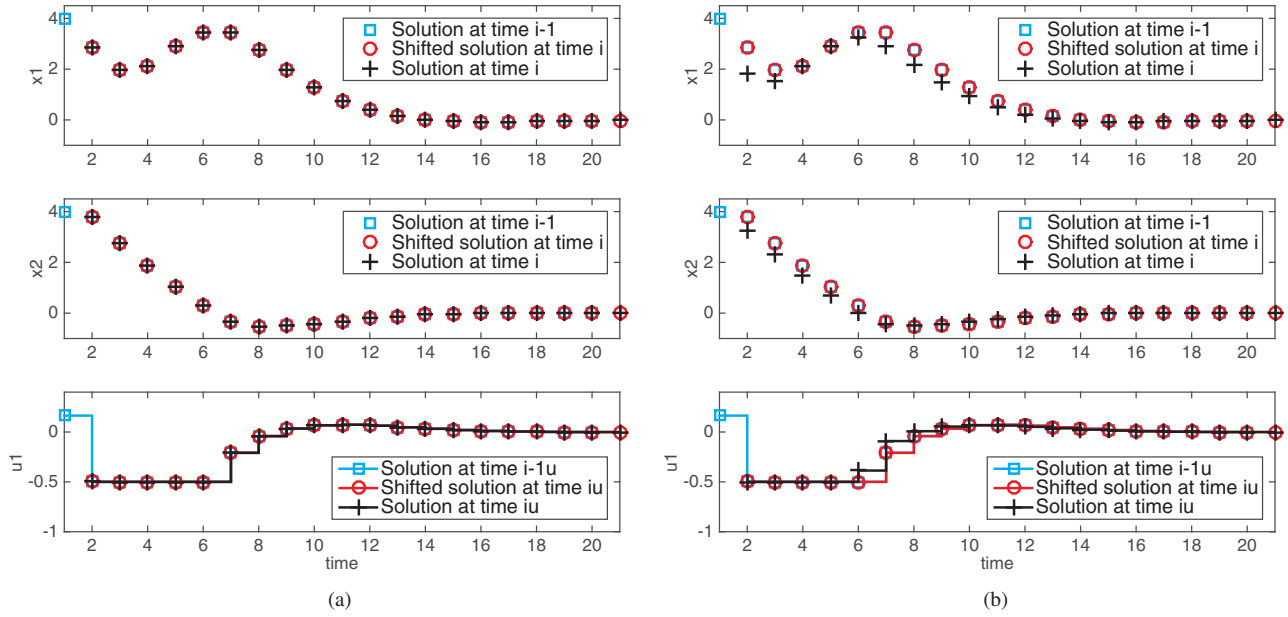 4
2
0
x1
Solution at time i-1
Shifted solution at time i
Solution at time i
2 4 6 8 10 12 14 16 18 20
4
2
0
x2
Solution at time i-1
Shifted solution at time i
Solution at time i
2 4 6 8 10 12 14 16 18 20
0
-0.5
-1
u1
Solution at time i-1u
Shifted solution at time iu
Solution at time iu
2 4 6 8 10 12 14 16 18 20
time
(a)
4
2
0
x1
Solution at time i-1
Shifted solution at time i
Solution at time i
2 4 6 8 10 12 14 16 18 20
4
2
0
x2
Solution at time i-1
Shifted solution at time i
Solution at time i
2 4 6 8 10 12 14 16 18 20
0
-0.5
-1
u1
Solution at time i-1u
Shifted solution at time iu
Solution at time iu
2 4 6 8 10 12 14 16 18 20
time
(b)